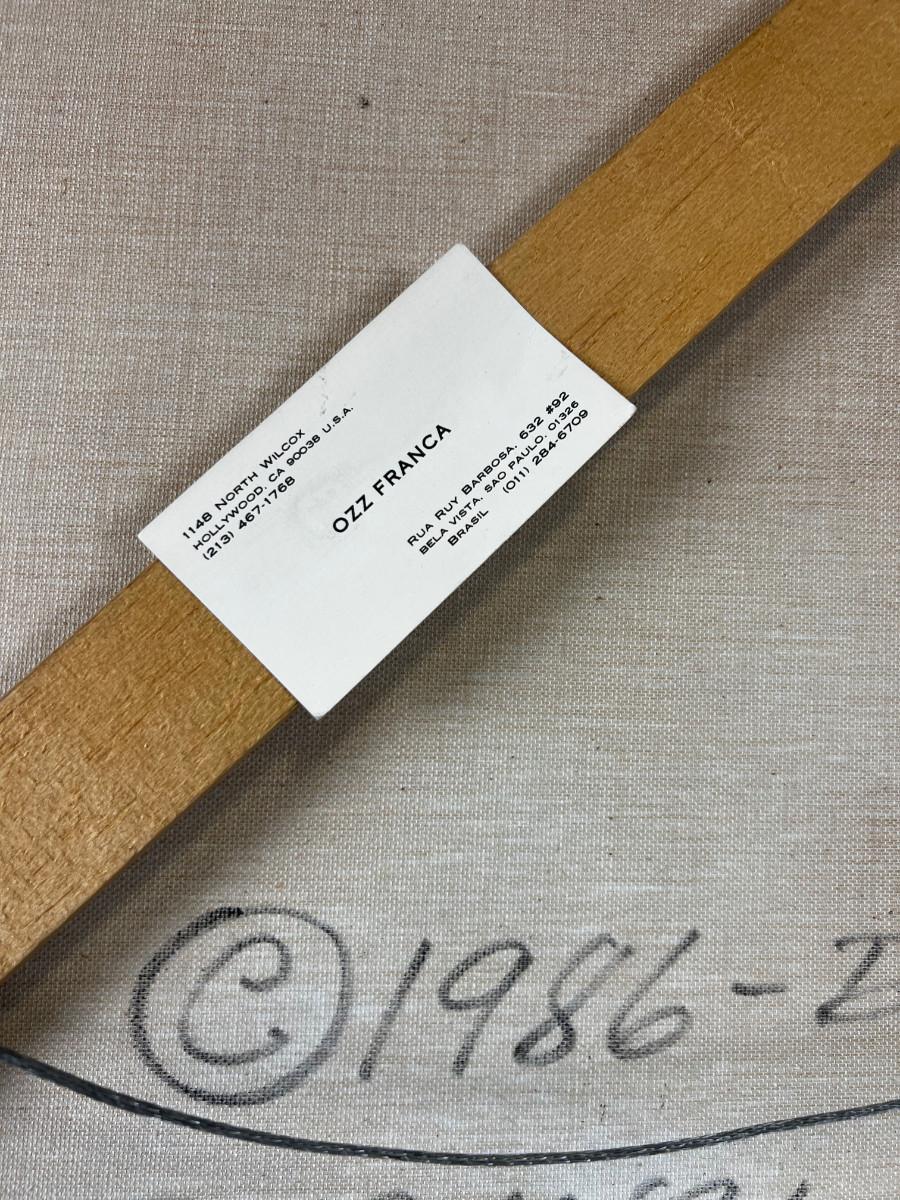 1148 NORTH WILCOX
HOLLYWOOD, CA 90038 U.S.A.
(213) 467-1768
OZZ FRANCA
RUA RUY BARBOSA, 632 #92
BELA VISTA, SAO PAULO, 01326
BRASIL (011) 284-6709
© 1986 -